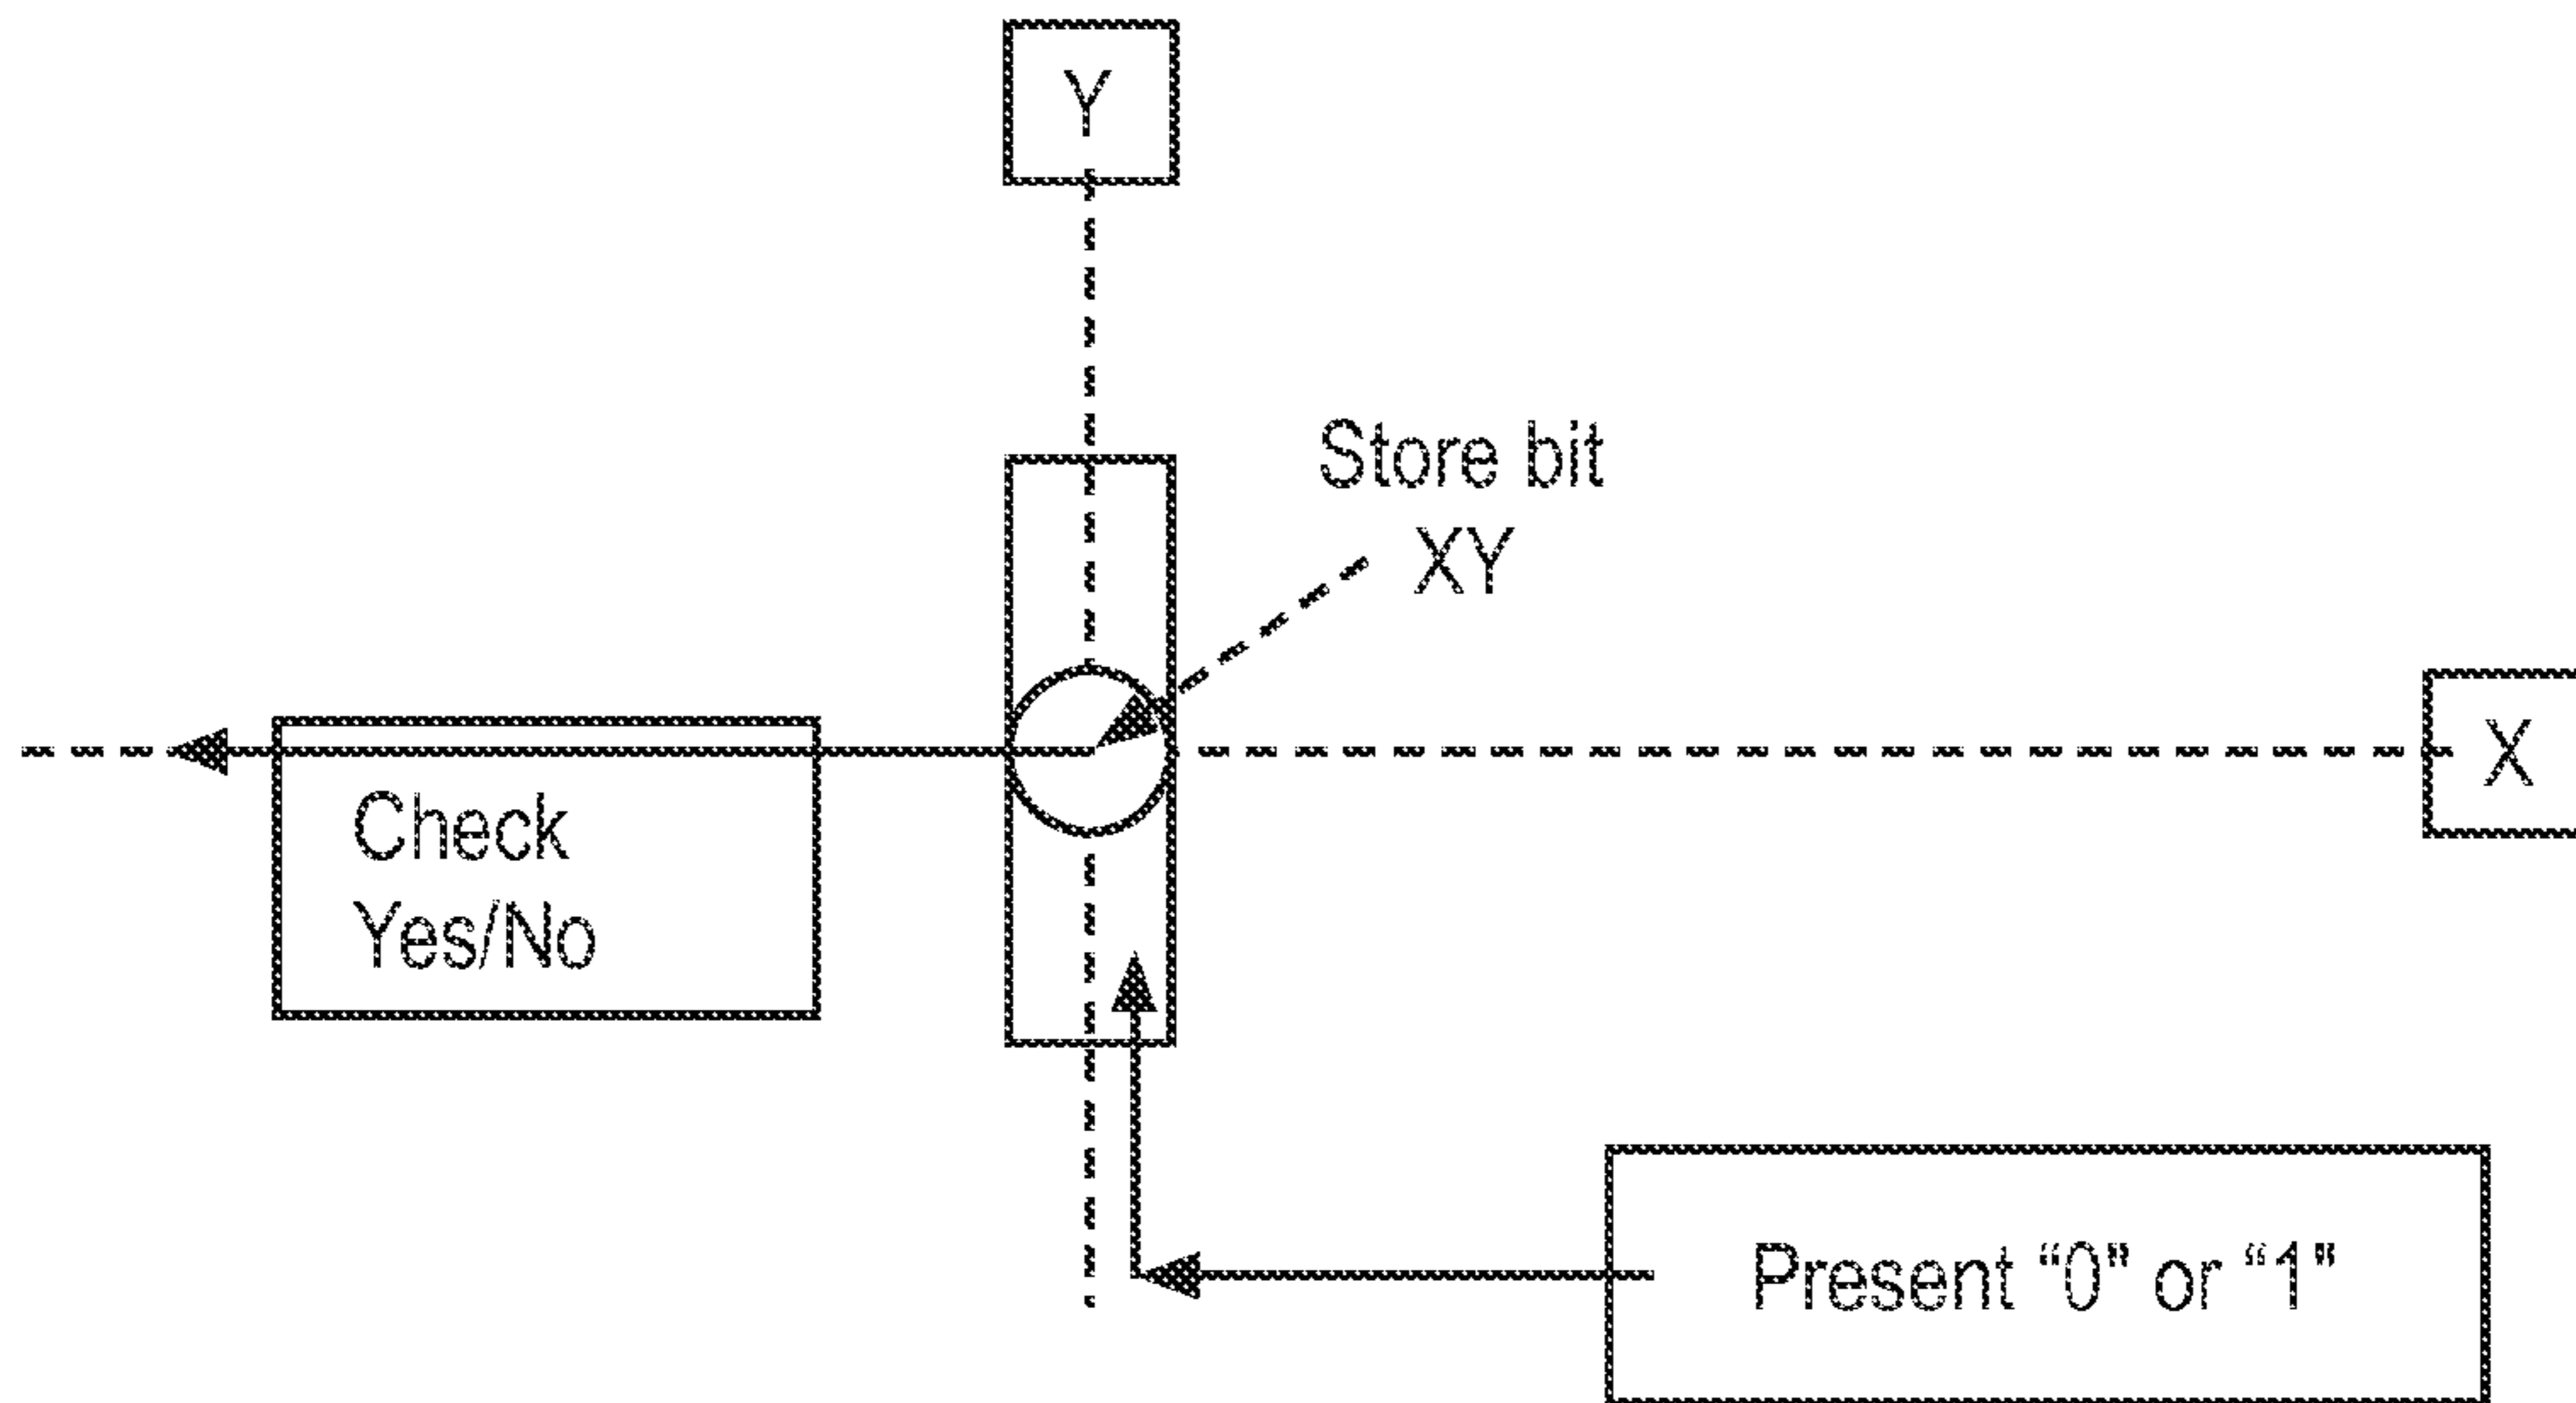 Y
Store bit
XY
X
Check
Yes/No
Present “0” or “1”